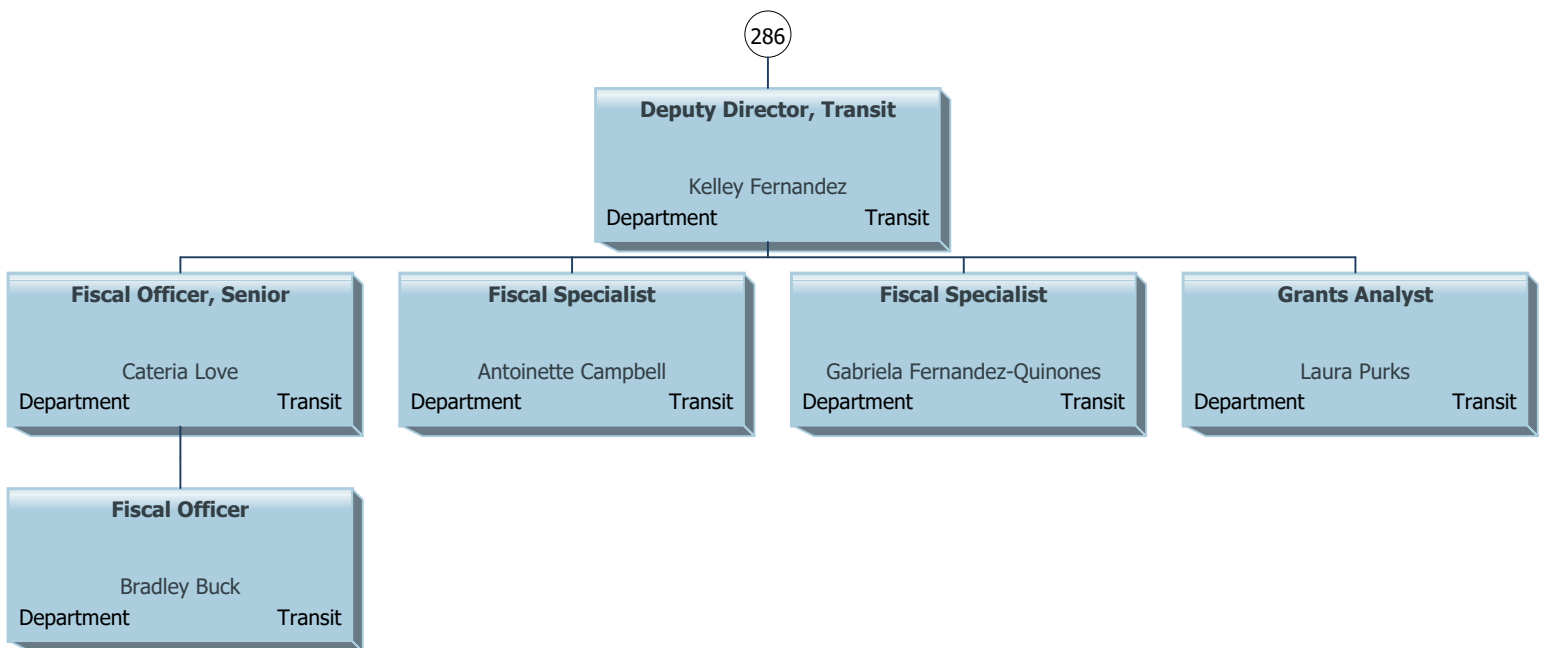 286
Deputy Director, Transit
Kelley Fernandez
Department Transit
Fiscal Officer, Senior
Cateria Love
Department Transit
Fiscal Specialist
Antoinette Campbell
Department Transit
Fiscal Specialist
Gabriela Fernandez-Quinones
Department Transit
Grants Analyst
Laura Purks
Department Transit
Fiscal Officer
Bradley Buck
Department Transit